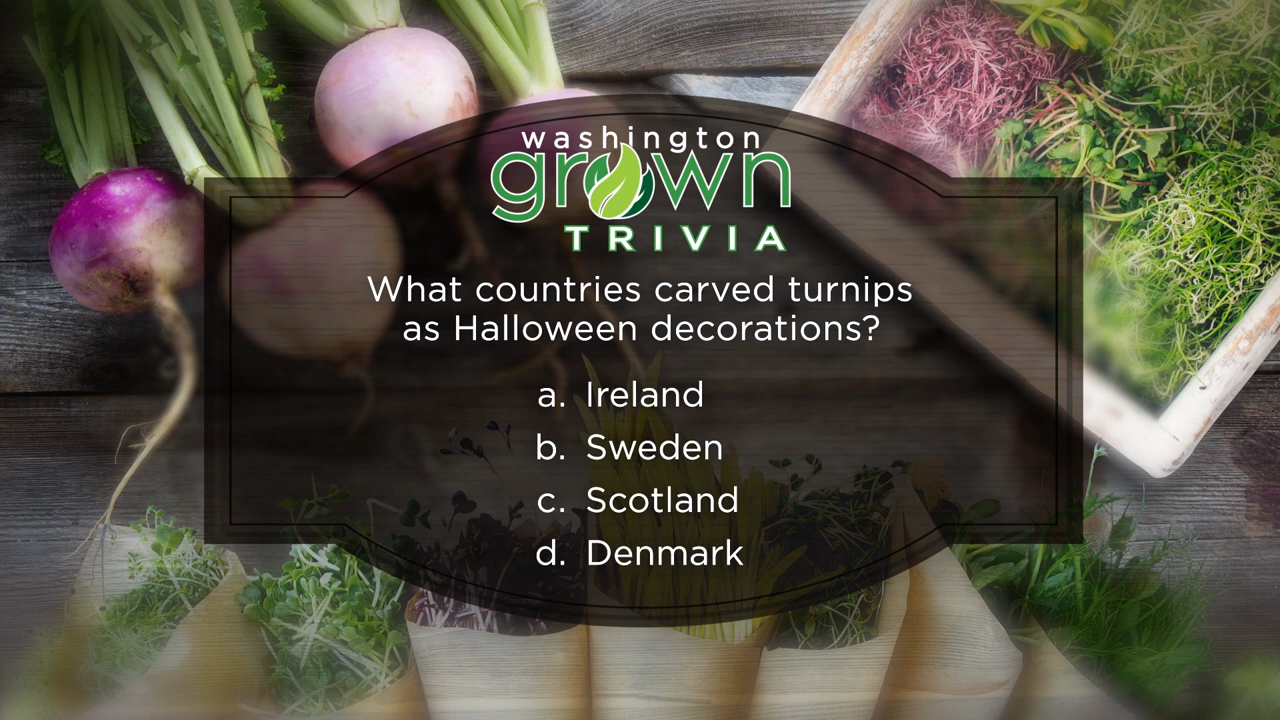 washington
grown
TRIVIA
What countries carved turnips
as Halloween decorations?
a. Ireland
b. Sweden
c. Scotland
d. Denmark